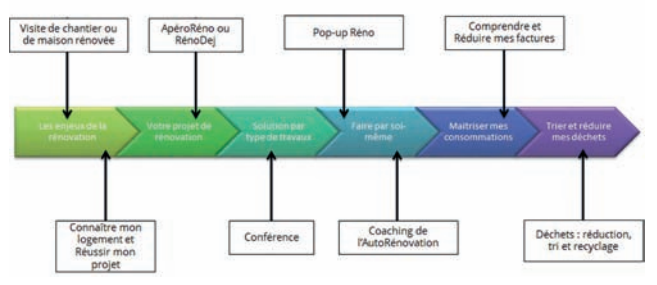 Visite de chantier ou
de maison rénovée
ApéroRéno ou
RénoDej
Pop-up Réno
Comprendre et
Réduire mes factures
Les enjeux de la
rénovation
Votre projet de
rénovation
Solution par
type de travaux
Faire par soi-
même
Maitriser mes
consommations
Trier et réduire
mes déchets
Connaître mon
logement et
Réussir mon
projet
Conférence
Coaching de
l'AutoRénovation
Déchets : réduction,
tri et recyclage